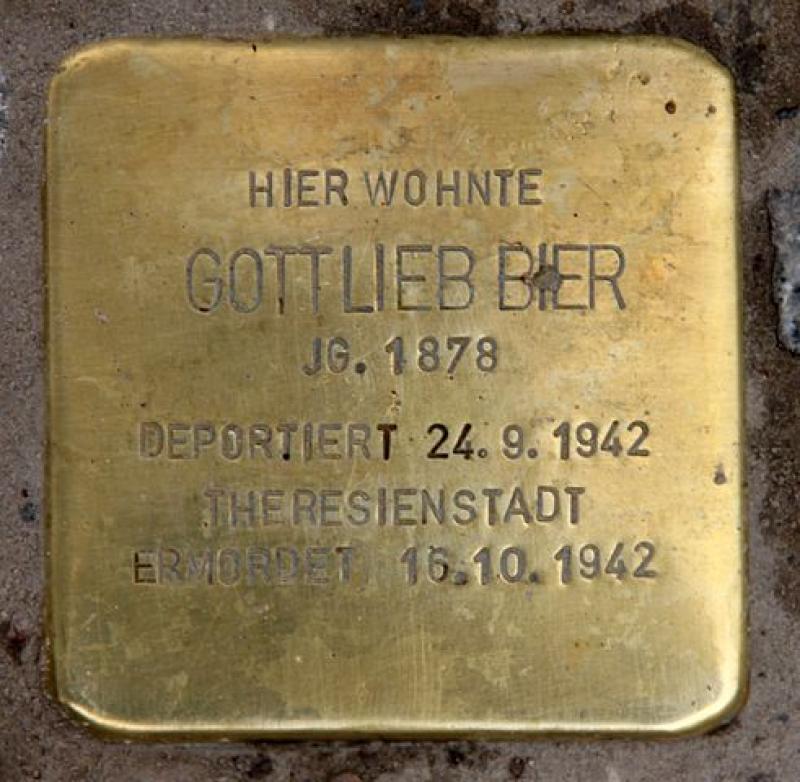 HIER WOHNTE
GOTTLIEB BIER
JG. 1878
DEPORTIERT 24.9.1942
THERESIENSTADT
ERMORDET 16.10.1942